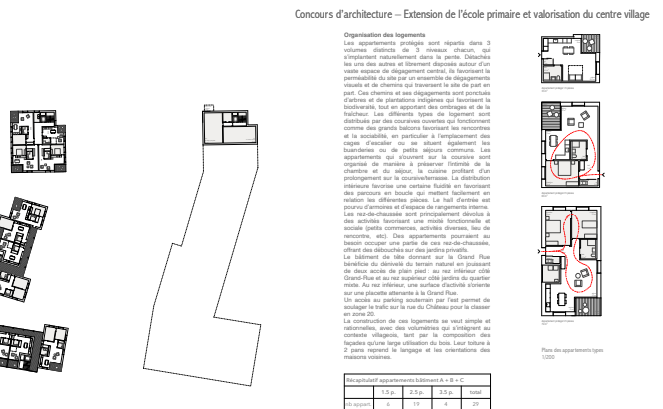 Concours d'architecture – Extension de l'école primaire et valorisation du centre village
Organisation des logements
Les appartements protégés sont répartis dans 3
volumes distincts de 3 niveaux chacun, qui
s'implantent naturellement dans la pente. Détachés
les uns des autres et librement disposés autour d'un
vaste espace de dégagement central, ils favorisent la
perméabilité du site par un ensemble de dégagements
visuels et de chemins qui traversent le site de part en
part. Ces chemins et ses dégagements sont ponctués
d'arbres et de plantations indigènes qui favorisent la
biodiversité, tout en apportant des ombrages et de la
fraîcheur. Les différents types de logement sont
distribués par des coursives ouvertes qui fonctionnent
comme des grands balcons favorisant les rencontres
et la sociabilité, en particulier à l'emplacement des
cages d'escalier ou se situent également les
buanderies ou de petits séjours communs. Les
appartements qui s'ouvrent sur la coursive sont
organisé de manière à préserver l'intimité de la
chambre et du séjour, la cuisine profitant d'un
prolongement sur la coursive/terrasse. La distribution
intérieure favorise une certaine fluidité en favorisant
des parcours en boucle qui mettent facilement en
relation les différentes pièces. Le hall d'entrée est
pourvu d'armoires et d'espace de rangements interne.
Les rez-de-chaussée sont principalement dévolus à
des activités favorisant une mixité fonctionnelle et
sociale (petits commerces, activités diverses, lieu de
rencontre, etc). Des appartements pourraient au
besoin occuper une partie de ces rez-de-chaussée,
offrant des débouchés sur des jardins privatifs.
Le bâtiment de tête donnant sur la Grand Rue
bénéficie du dénivelé du terrain naturel en jouissant
de deux accès de plain pied : au rez inférieur côté
Grand-Rue et au rez supérieur côté jardins du quartier
mixte. Au rez inférieur, une surface d'activité s'oriente
sur une placette attenante à la Grand Rue.
Un accès au parking souterrain par l'est permet de
soulager le trafic sur la rue du Château pour la classer
en zone 20.
La construction de ces logements se veut simple et
rationnelles, avec des volumétries qui s'intègrent au
contexte villageois, tant par la composition des
façades qu'une large utilisation du bois. Leur toiture à
2 pans reprend le langage et les orientations des
maisons voisines.
Plans des appartements types
1/200
Récapitulatif appartements bâtiment A + B + C
1.5 p. 2.5 p. 3.5 p. total
nb appart. 6 19 4 29